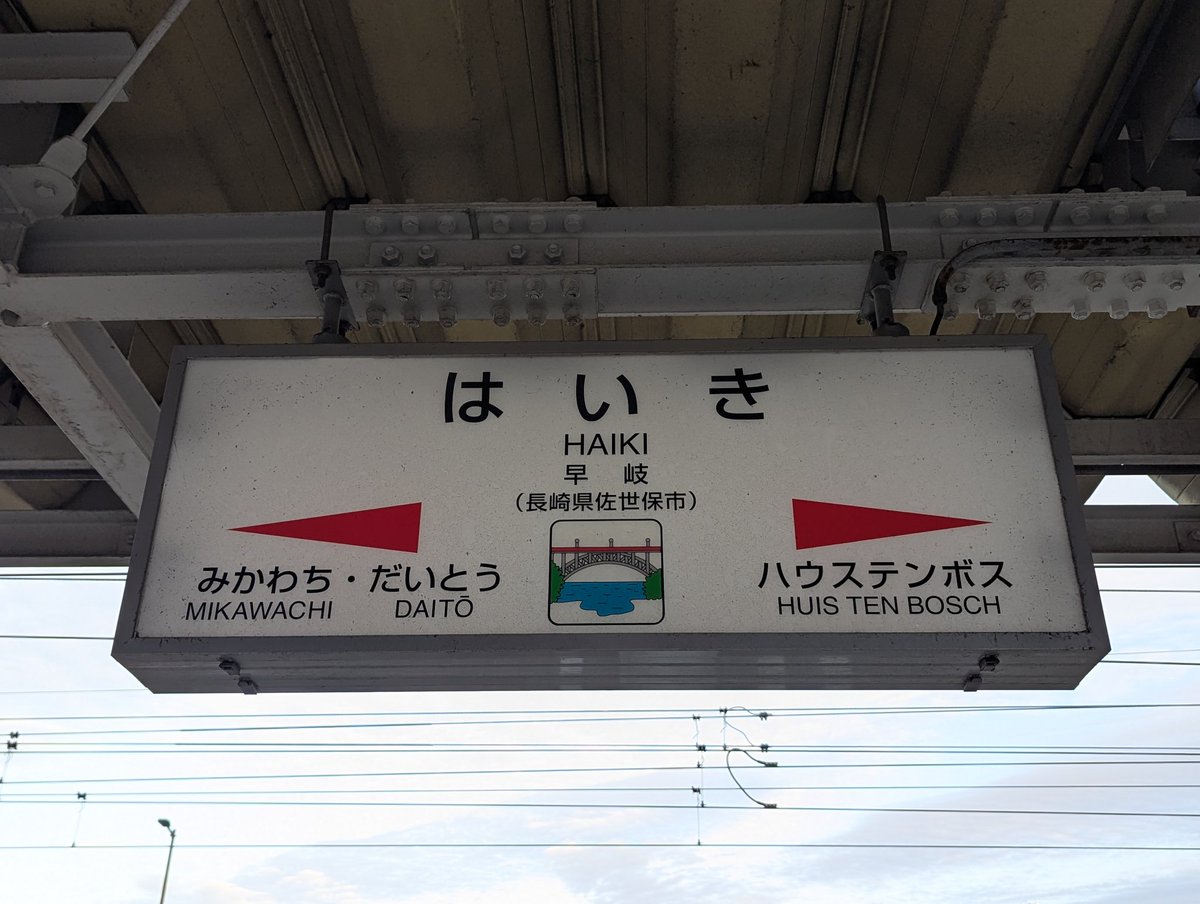 はいき
HAIKI
早岐
（長崎県佐世保市）
みかわち・だいとう
MIKAWACHI DAITŌ
ハウステンボス
HUIS TEN BOSCH